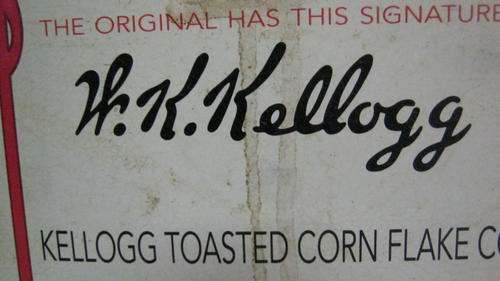 THE ORIGINAL HAS THIS SIGNATURE
W. K. Kellogg
KELLOGG TOASTED CORN FLAKE